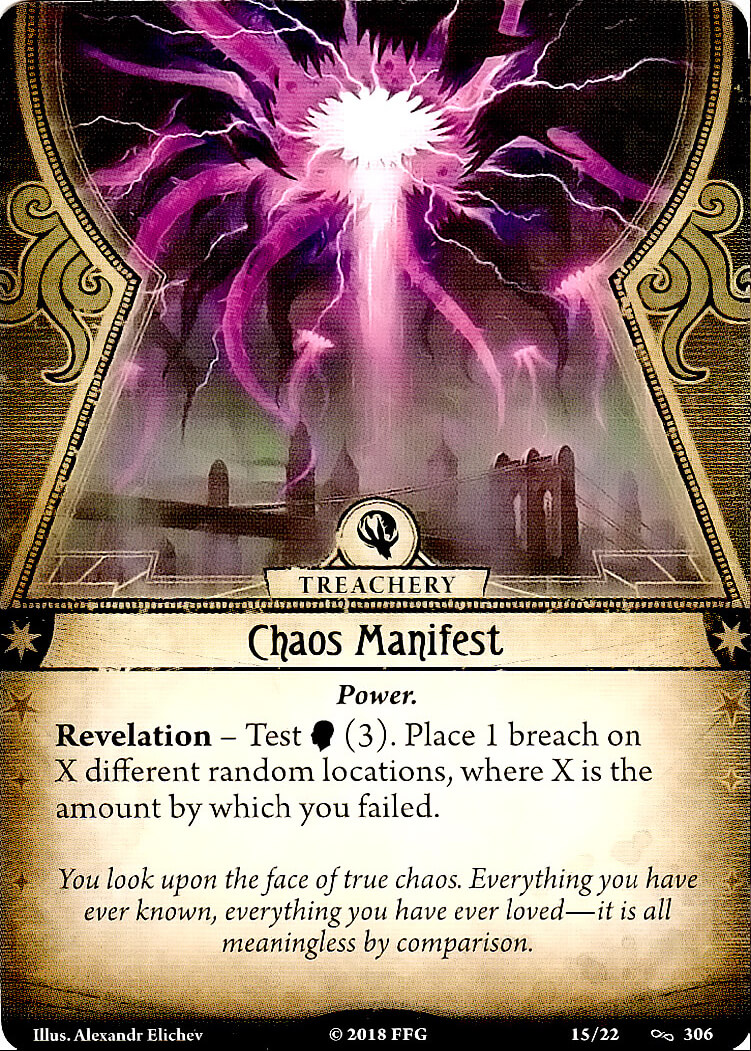 TREACHERY
Chaos Manifest
Power.
Revelation – Test (3). Place 1 breach on
X different random locations, where X is the
amount by which you failed.
You look upon the face of true chaos. Everything you have
ever known, everything you have ever loved—it is all
meaningless by comparison.
Illus. Alexandr Elichev © 2018 FFG 15/22 306